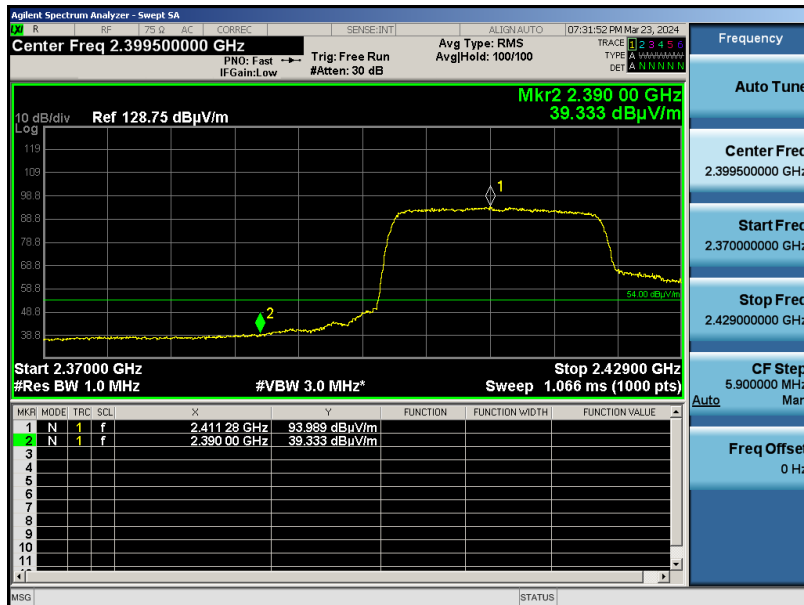 Agilent Spectrum Analyzer - Swept SA
LXI R RF 75 Ω AC CORREC SENSE:INT ALIGN AUTO 07:31:52 PM Mar 23, 2024
Center Freq 2.399500000 GHz
PNO: Fast
IFGain:Low
Trig: Free Run
#Atten: 30 dB
Avg Type: RMS
Avg|Hold: 100/100
TRACE 1 2 3 4 5 6
TYPE A WWWWW
DET A N N N N N
Mkr2 2.390 00 GHz
39.333 dBµV/m
10 dB/div Ref 128.75 dBµV/m
Log
119
109
98.8
88.8
78.8
68.8
58.8
48.8
38.8
1
2
54.00 dBµV/m
Start 2.37000 GHz Stop 2.42900 GHz
#Res BW 1.0 MHz #VBW 3.0 MHz* Sweep 1.066 ms (1000 pts)
MKR MODE TRC SCL X Y FUNCTION FUNCTION WIDTH FUNCTION VALUE
1 N 1 f 2.411 28 GHz 93.989 dBµV/m
2 N 1 f 2.390 00 GHz 39.333 dBµV/m
3
4
5
6
7
8
9
10
11
MSG STATUS
Frequency
Auto Tune
Center Freq
2.399500000 GHz
Start Freq
2.370000000 GHz
Stop Freq
2.429000000 GHz
CF Step
5.900000 MHz
Auto Man
Freq Offset
0 Hz